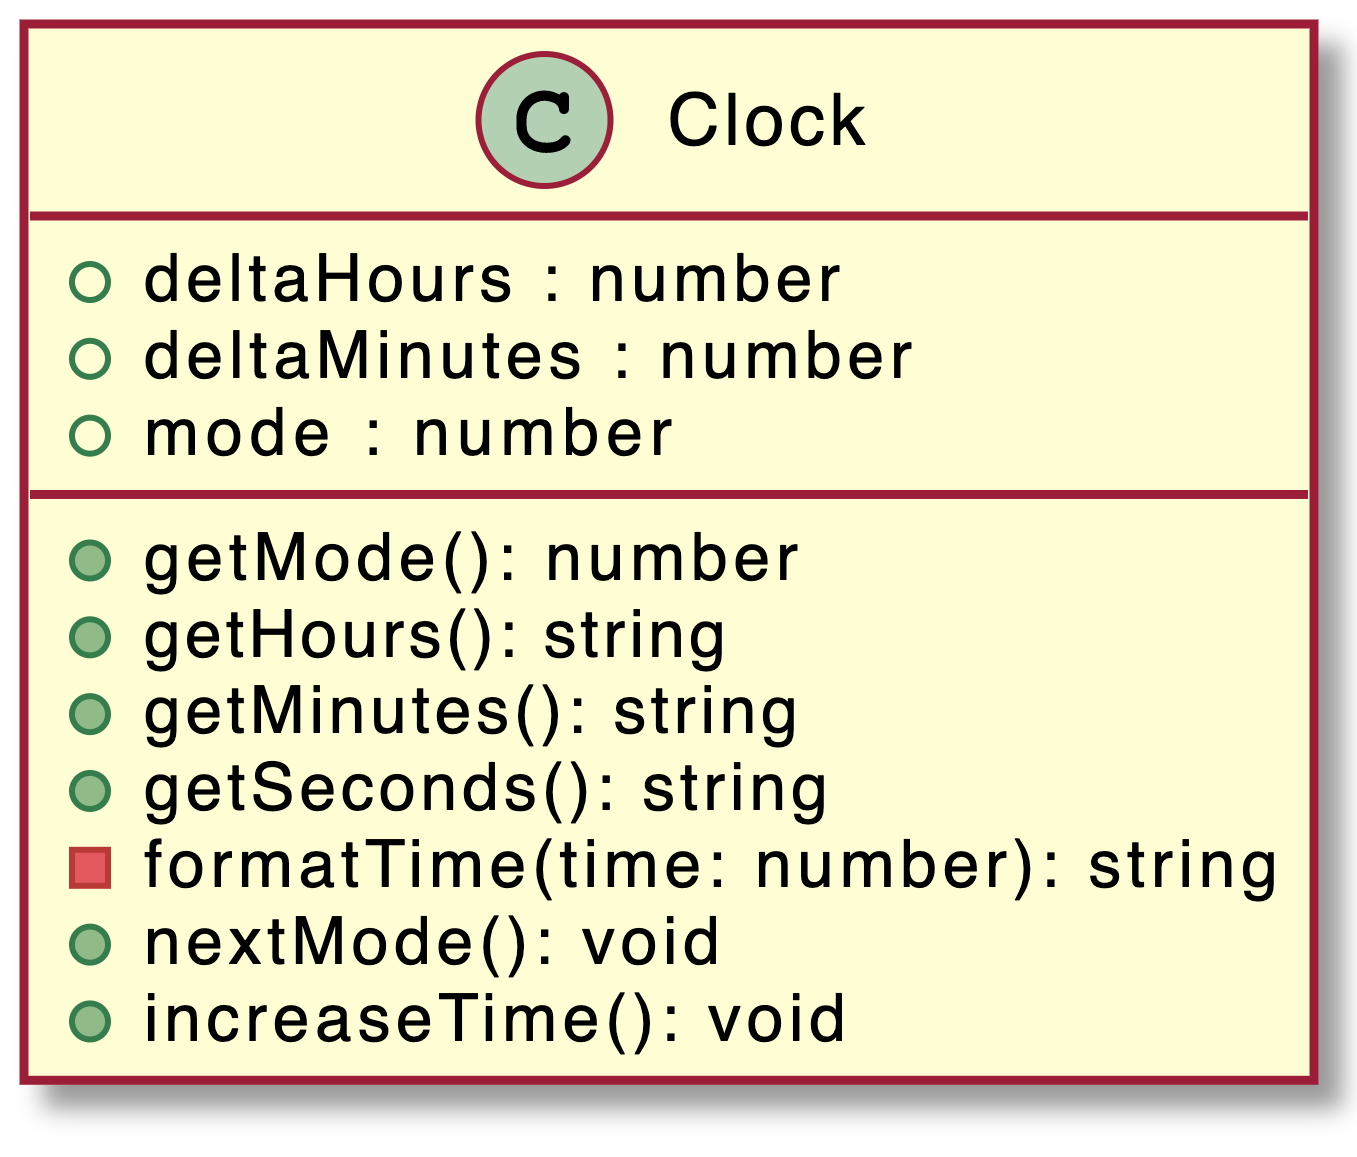 C Clock
deltaHours : number
deltaMinutes : number
mode : number
getMode(): number
getHours(): string
getMinutes(): string
getSeconds(): string
formatTime(time: number): string
nextMode(): void
increaseTime(): void